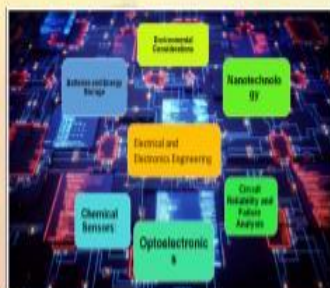 Environmental
Considerations
Batteries and Energy
Storage
Nanotechnolo
gy
Electrical and
Electronics Engineering
Chemical
Sensors:
Circuit
Reliability and
Failure
Analysis
Optoelectronic
s